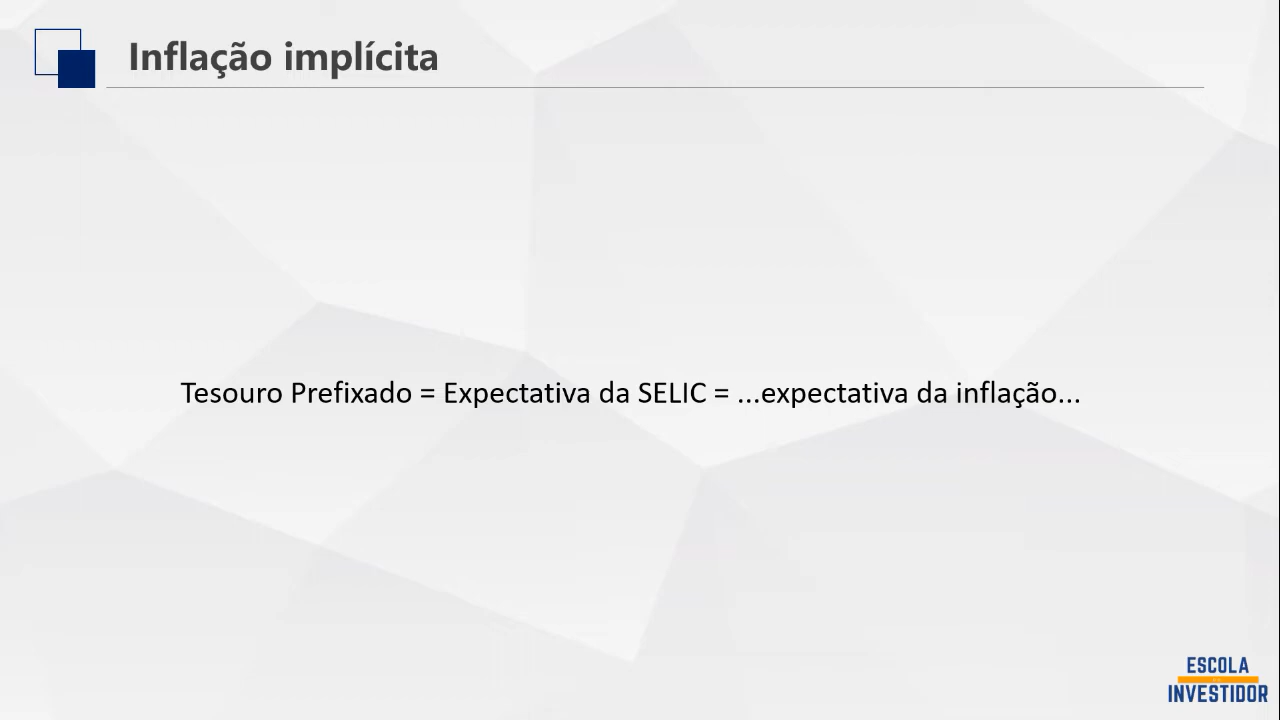 Inflação implícita
Tesouro Prefixado = Expectativa da SELIC = ...expectativa da inflação...
ESCOLA
INVESTIDOR